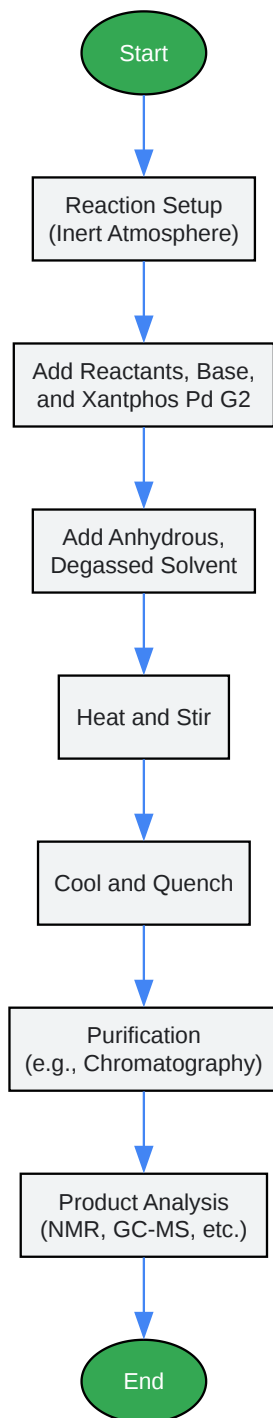 Start
Reaction Setup
(Inert Atmosphere)
Add Reactants, Base,
and Xantphos Pd G2
Add Anhydrous,
Degassed Solvent
Heat and Stir
Cool and Quench
Purification
(e.g., Chromatography)
Product Analysis
(NMR, GC-MS, etc.)
End